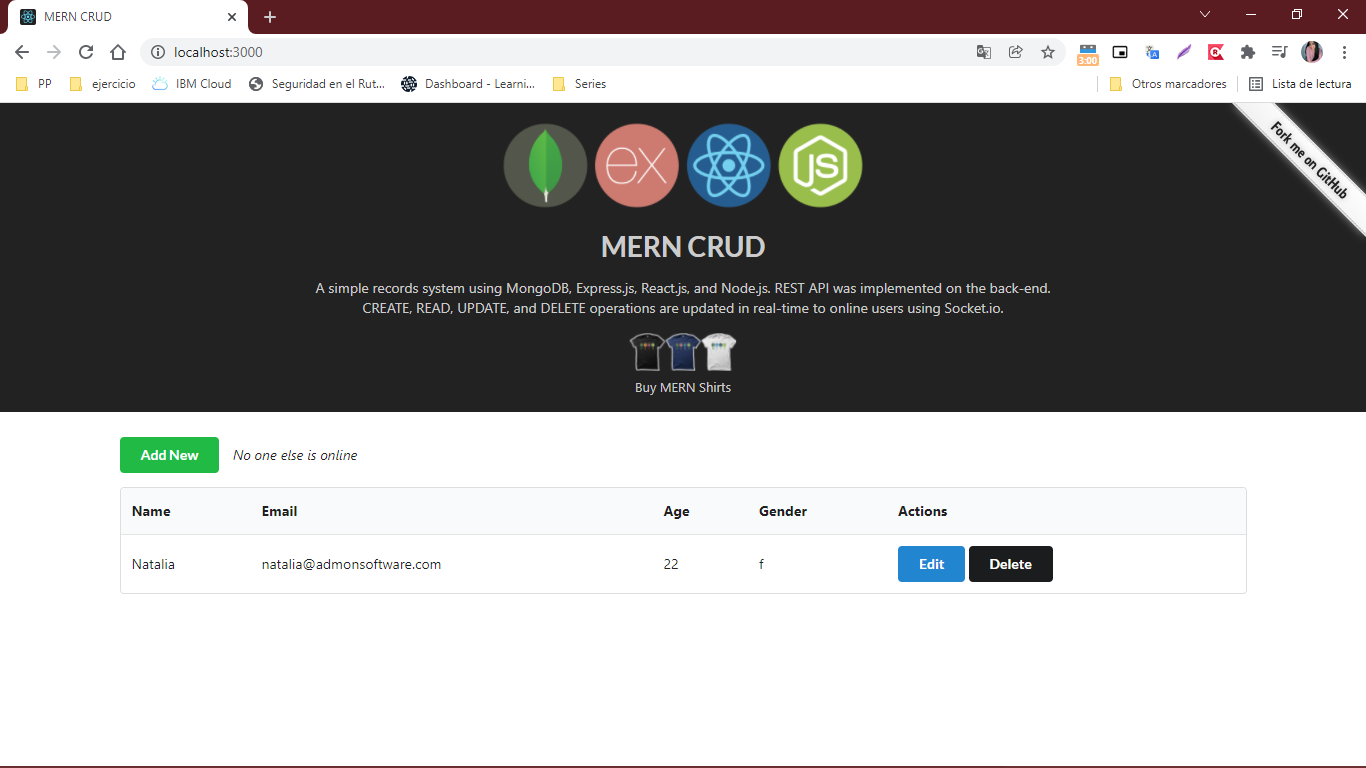 MERN CRUD
localhost:3000
3:00
PP
ejercicio
IBM Cloud
Seguridad en el Rut...
Dashboard - Learni...
Series
Otros marcadores
Lista de lectura
Fork me on GitHub
ex
JS
MERN CRUD
A simple records system using MongoDB, Express.js, React.js, and Node.js. REST API was implemented on the back-end.
CREATE, READ, UPDATE, and DELETE operations are updated in real-time to online users using Socket.io.
Buy MERN Shirts
Add New No one else is online
Name Email Age Gender Actions
Natalia natalia@admonsoftware.com 22 f Edit Delete